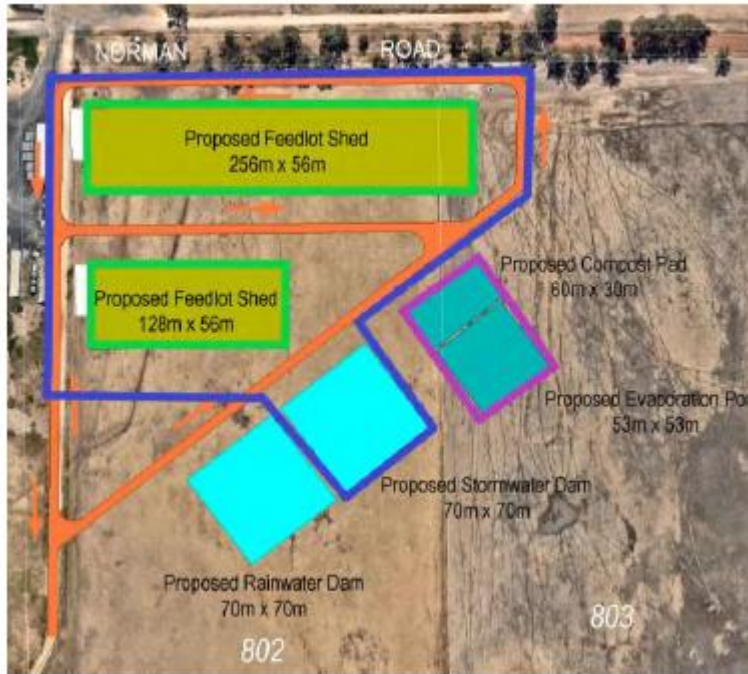 NORMAN ROAD
Proposed Feedlot Shed
256m x 56m
Proposed Compost Pad
60m x 30m
Proposed Feedlot Shed
128m x 56m
Proposed Evaporation Po
53m x 53m
Proposed Stormwater Dam
70m x 70m
Proposed Rainwater Dam
70m x 70m
802
803